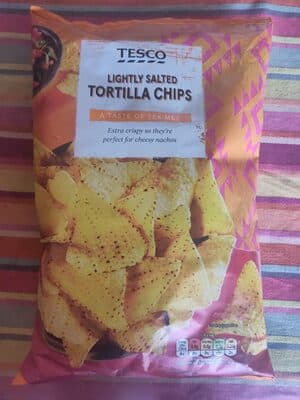 TESCO
LIGHTLY SALTED
TORTILLA CHIPS
A TASTE OF TEX MEX
Extra crispy so they're
perfect for cheesy nachos